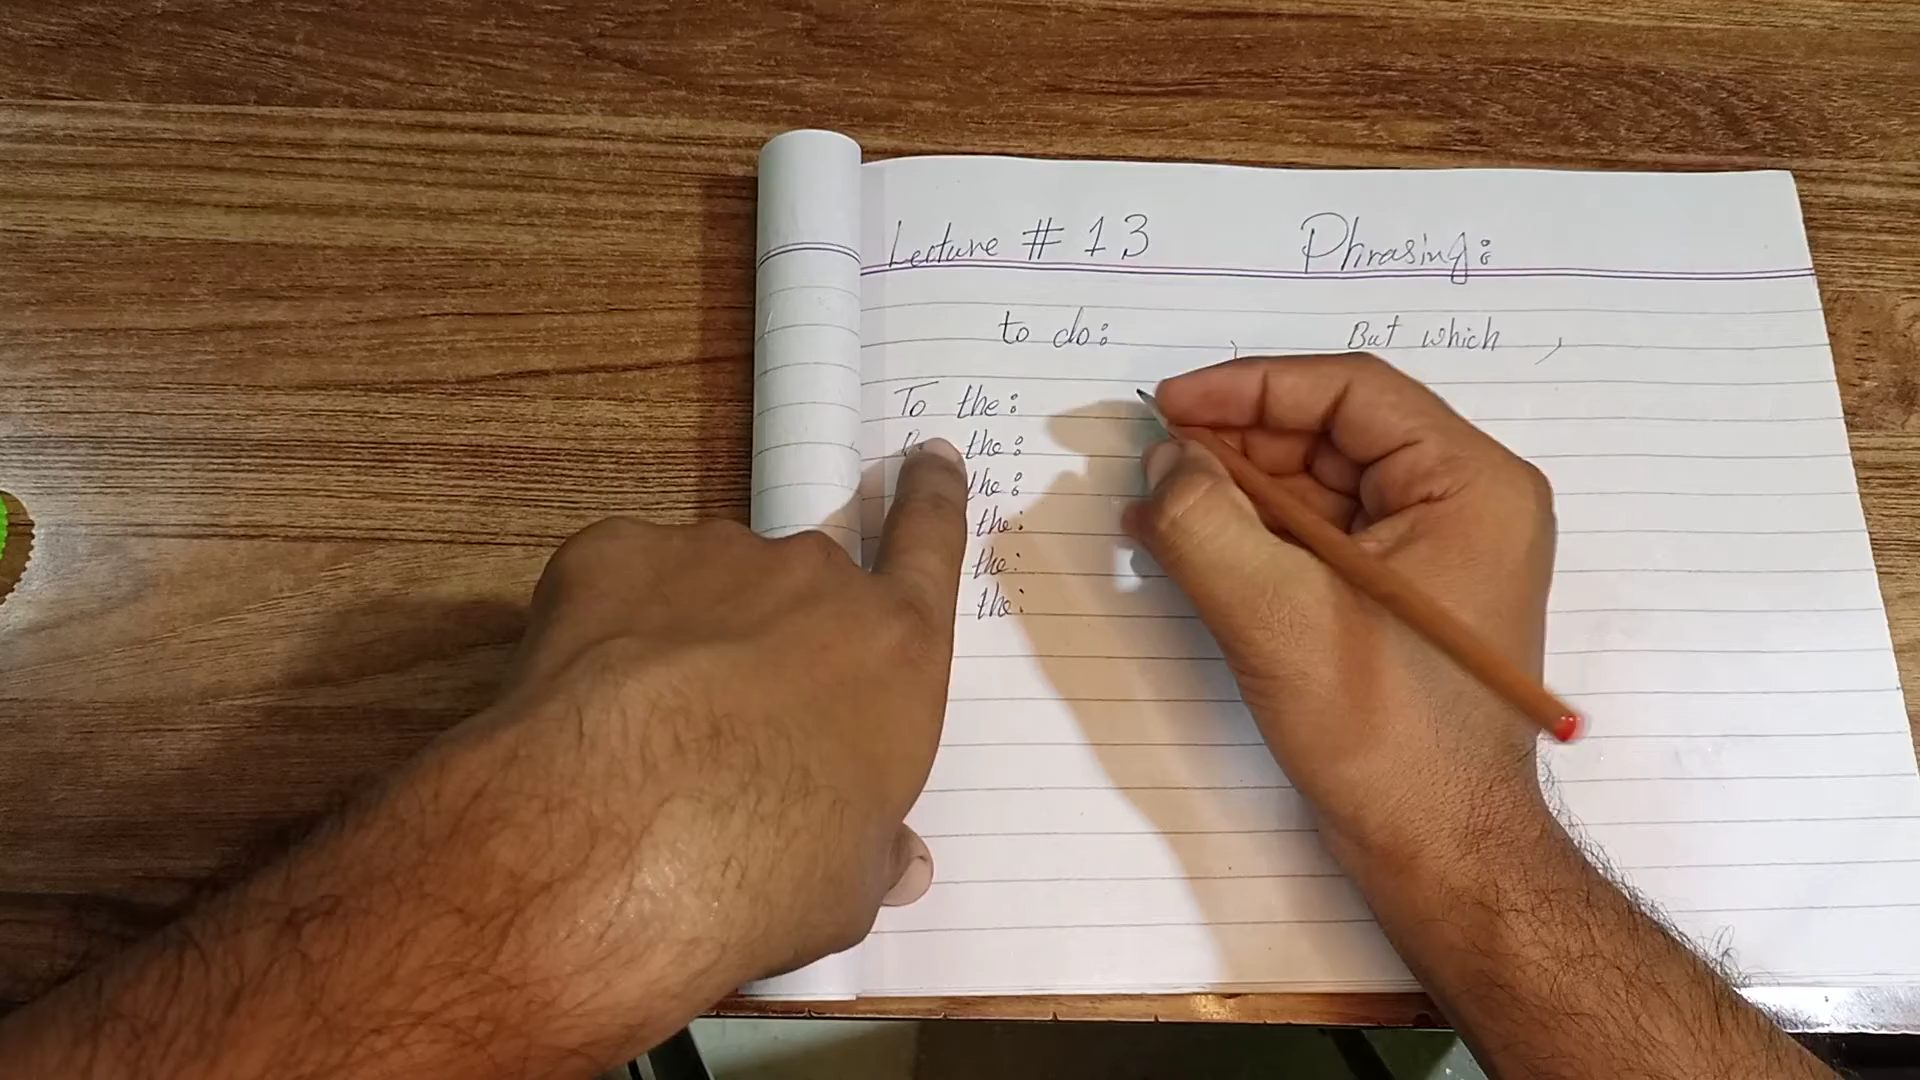 Lecture # 13 Phrasing:
to do: But which
To the:
the:
the:
the:
the:
the: